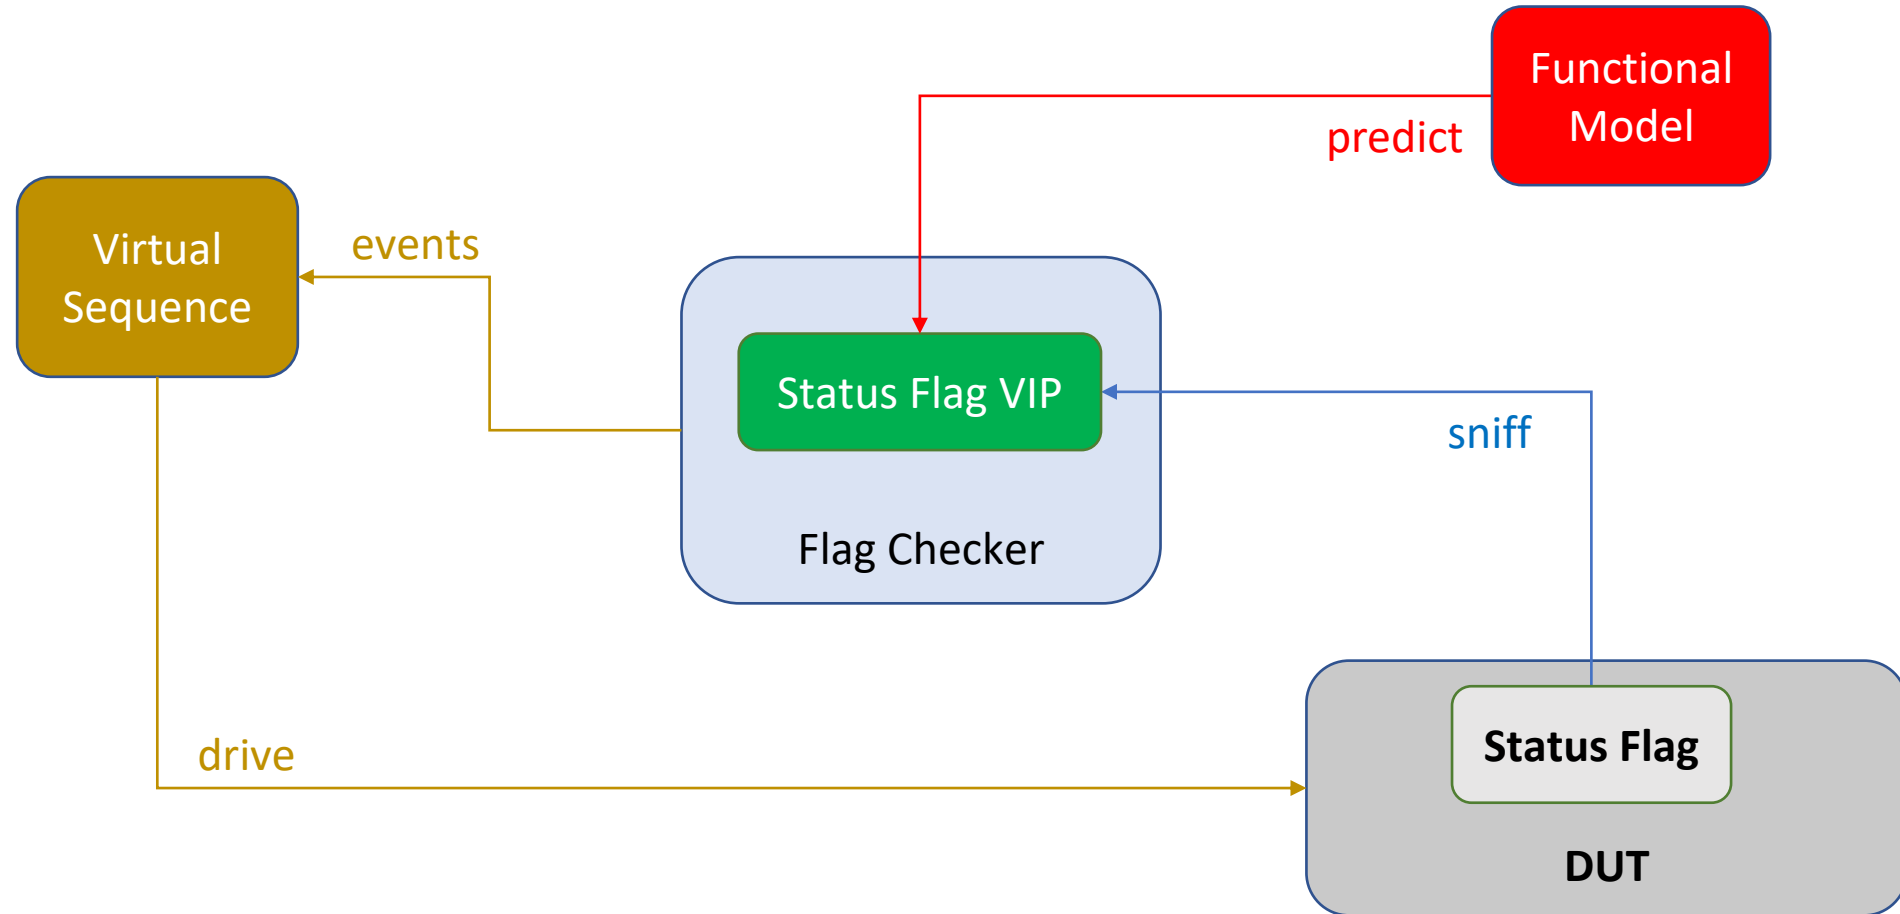 Functional
Model
predict
Virtual
Sequence
events
Status Flag VIP
sniff
Flag Checker
Status Flag
drive
DUT